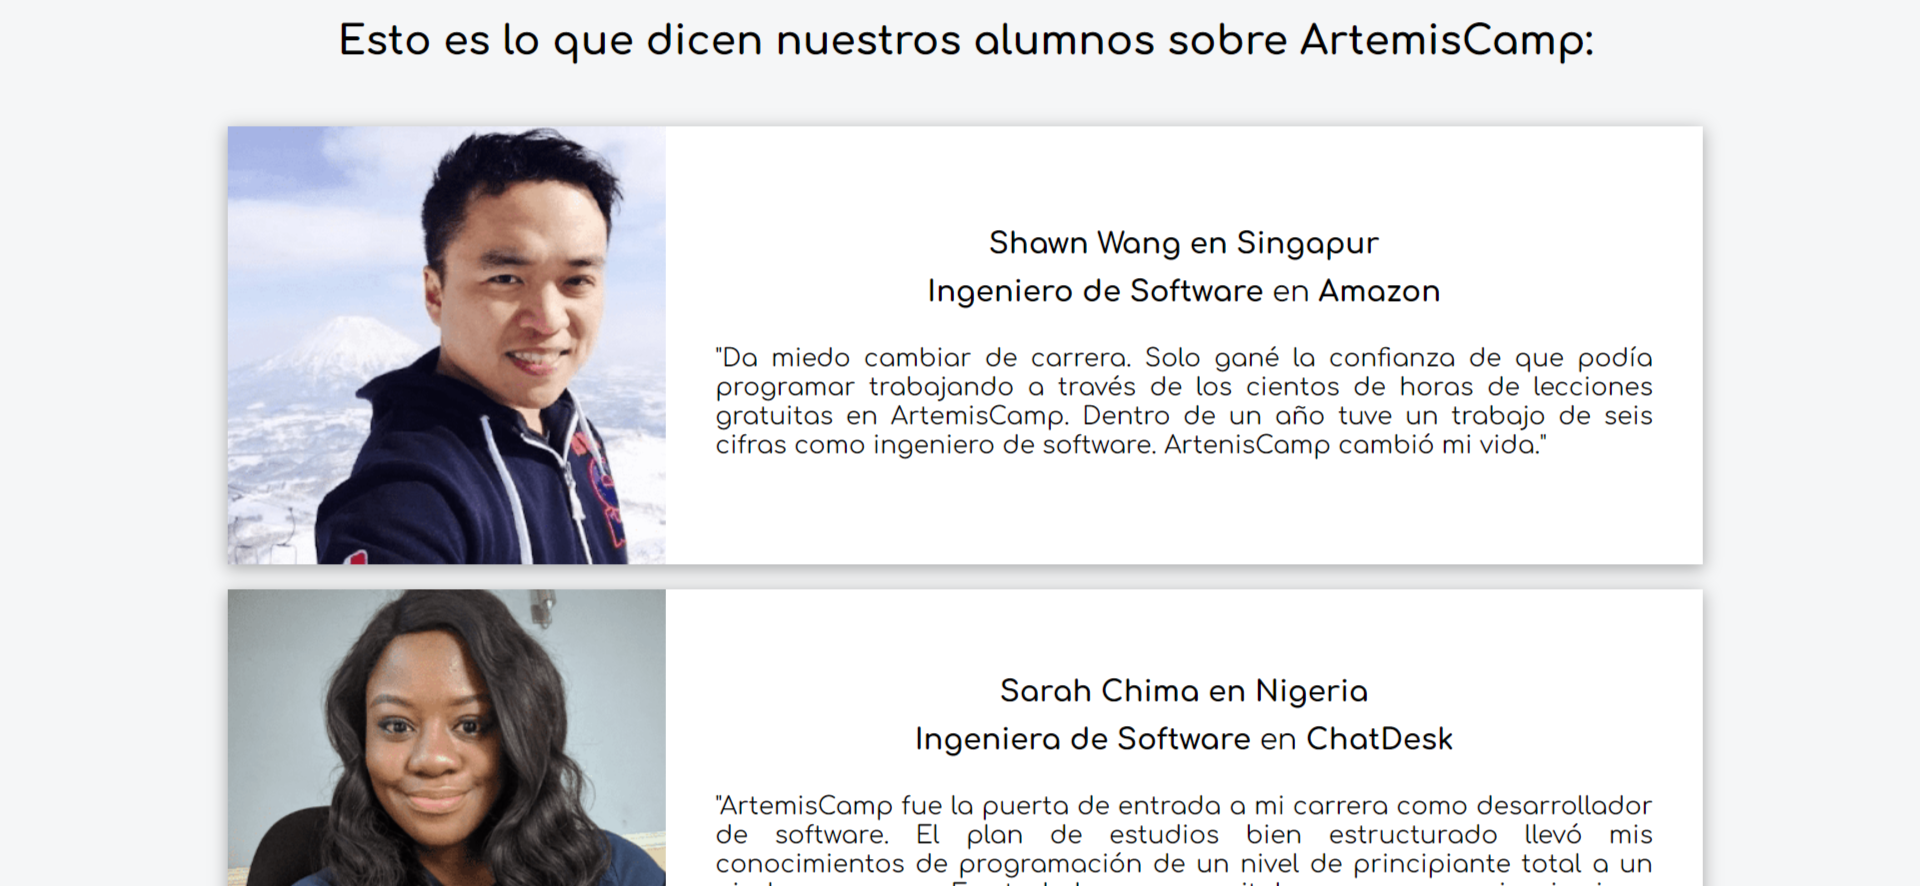 Esto es lo que dicen nuestros alumnos sobre ArtemisCamp:
Shawn Wang en Singapur
Ingeniero de Software en Amazon
"Da miedo cambiar de carrera. Solo gané la confianza de que podía
programar trabajando a través de los cientos de horas de lecciones
gratuitas en ArtemisCamp. Dentro de un año tuve un trabajo de seis
cifras como ingeniero de software. ArtenisCamp cambió mi vida."
Sarah Chima en Nigeria
Ingeniera de Software en ChatDesk
"ArtemisCamp fue la puerta de entrada a mi carrera como desarrollador
de software. El plan de estudios bien estructurado llevó mis
conocimientos de programación de un nivel de principiante total a un